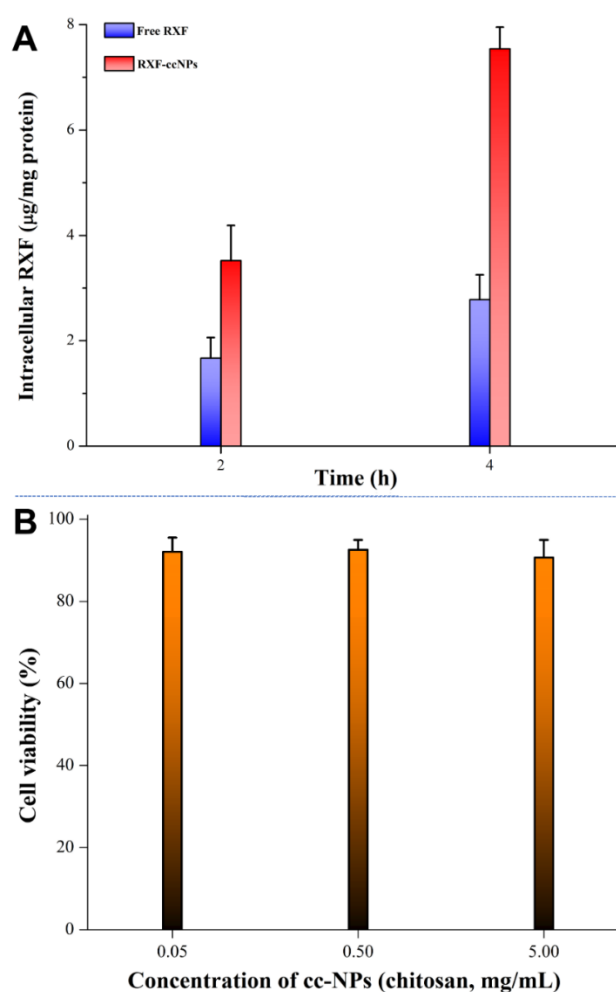 A
Free RXF
RXF-ccNPs
Intracellular RXF (μg/mg protein)
8
6
4
2
0
2
4
Time (h)
B
Cell viability (%)
100
80
60
40
20
0
0.05
0.50
5.00
Concentration of cc-NPs (chitosan, mg/mL)